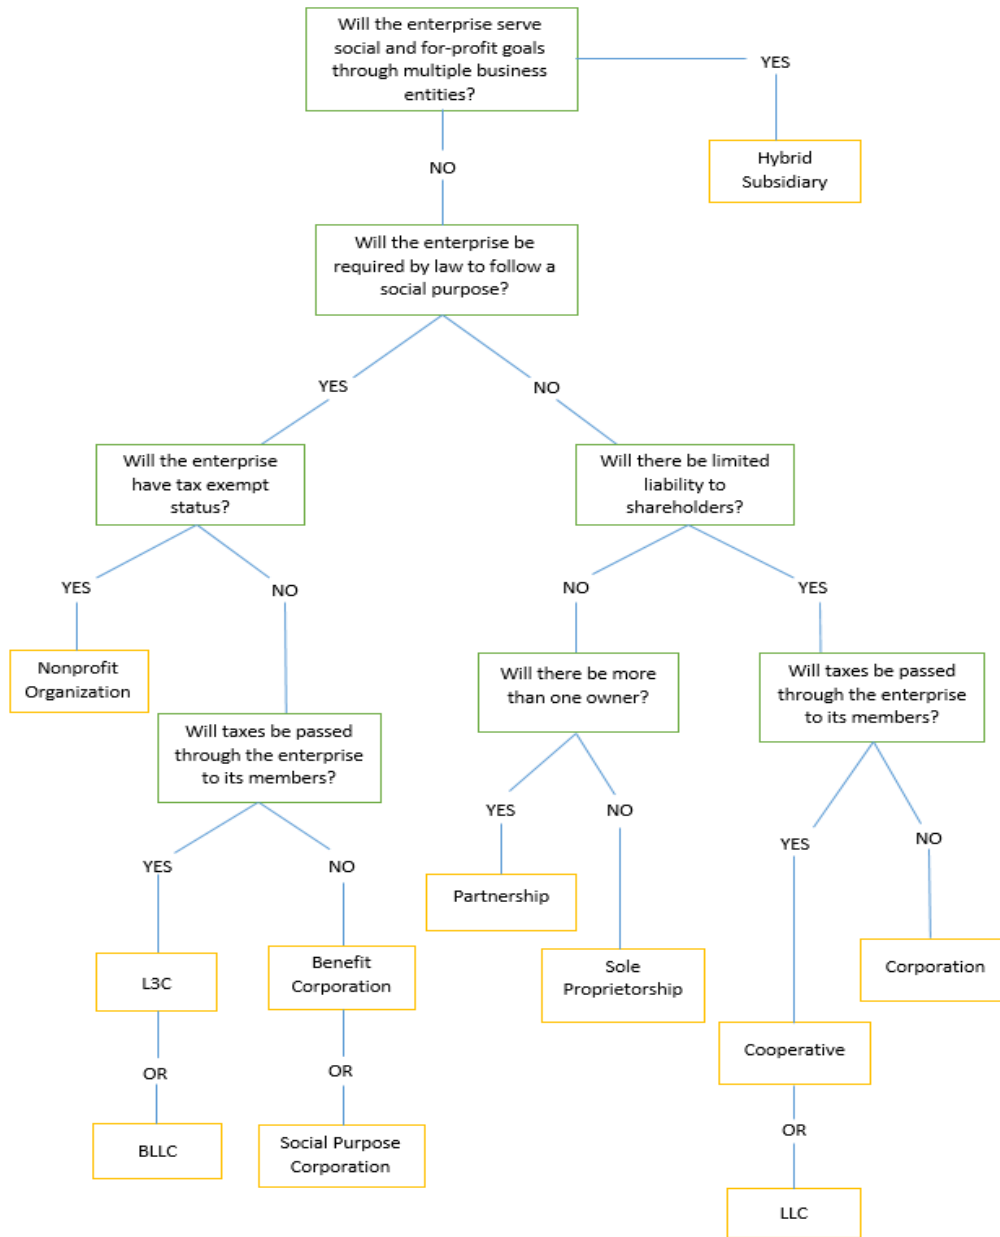 Will the enterprise serve
social and for-profit goals
through multiple business
entities?
YES
Hybrid
Subsidiary
NO
Will the enterprise be
required by law to follow a
social purpose?
YES
NO
Will the enterprise
have tax exempt
status?
Will there be limited
liability to
shareholders?
YES
NO
NO
YES
Nonprofit
Organization
Will there be more
than one owner?
Will taxes be passed
through the enterprise
to its members?
Will taxes be passed
through the enterprise
to its members?
YES
NO
YES
NO
YES
NO
Partnership
L3C
Benefit
Corporation
Sole
Proprietorship
Corporation
Cooperative
OR
OR
OR
BLLC
Social Purpose
Corporation
LLC